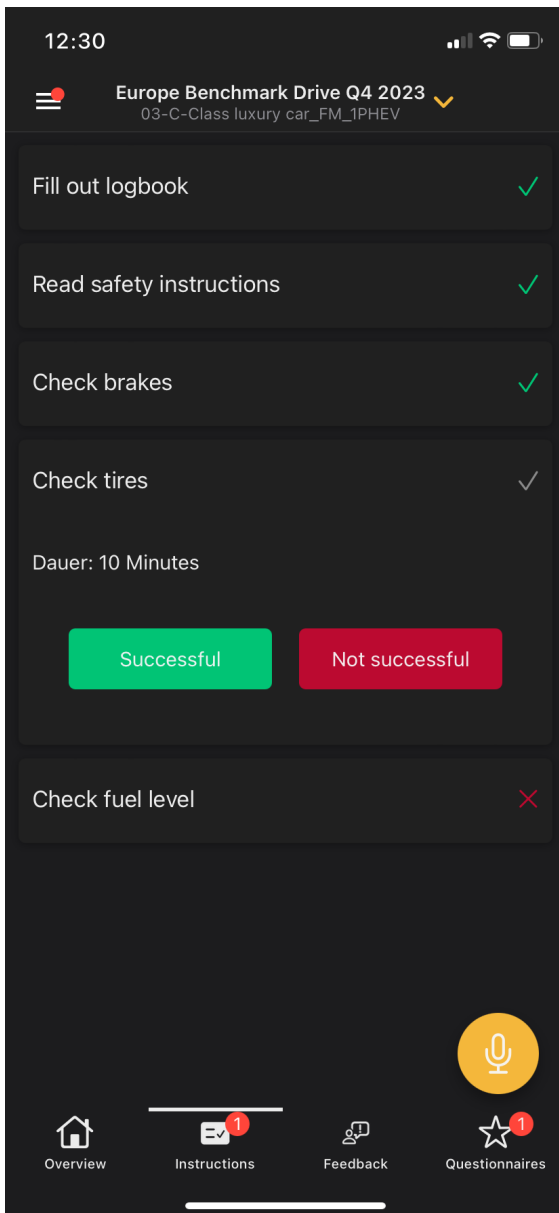 12:30
Europe Benchmark Drive Q4 2023
03-C-Class luxury car_FM_1PHEV
Fill out logbook
Read safety instructions
Check brakes
Check tires
Dauer: 10 Minutes
Successful
Not successful
Check fuel level
1
1
Overview
Instructions
Feedback
Questionnaires